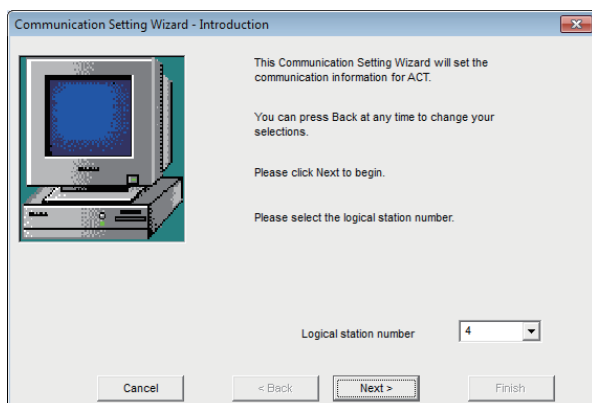 Communication Setting Wizard - Introduction
This Communication Setting Wizard will set the
communication information for ACT.
You can press Back at any time to change your
selections.
Please click Next to begin.
Please select the logical station number.
Logical station number
4
Cancel
< Back
Next >
Finish